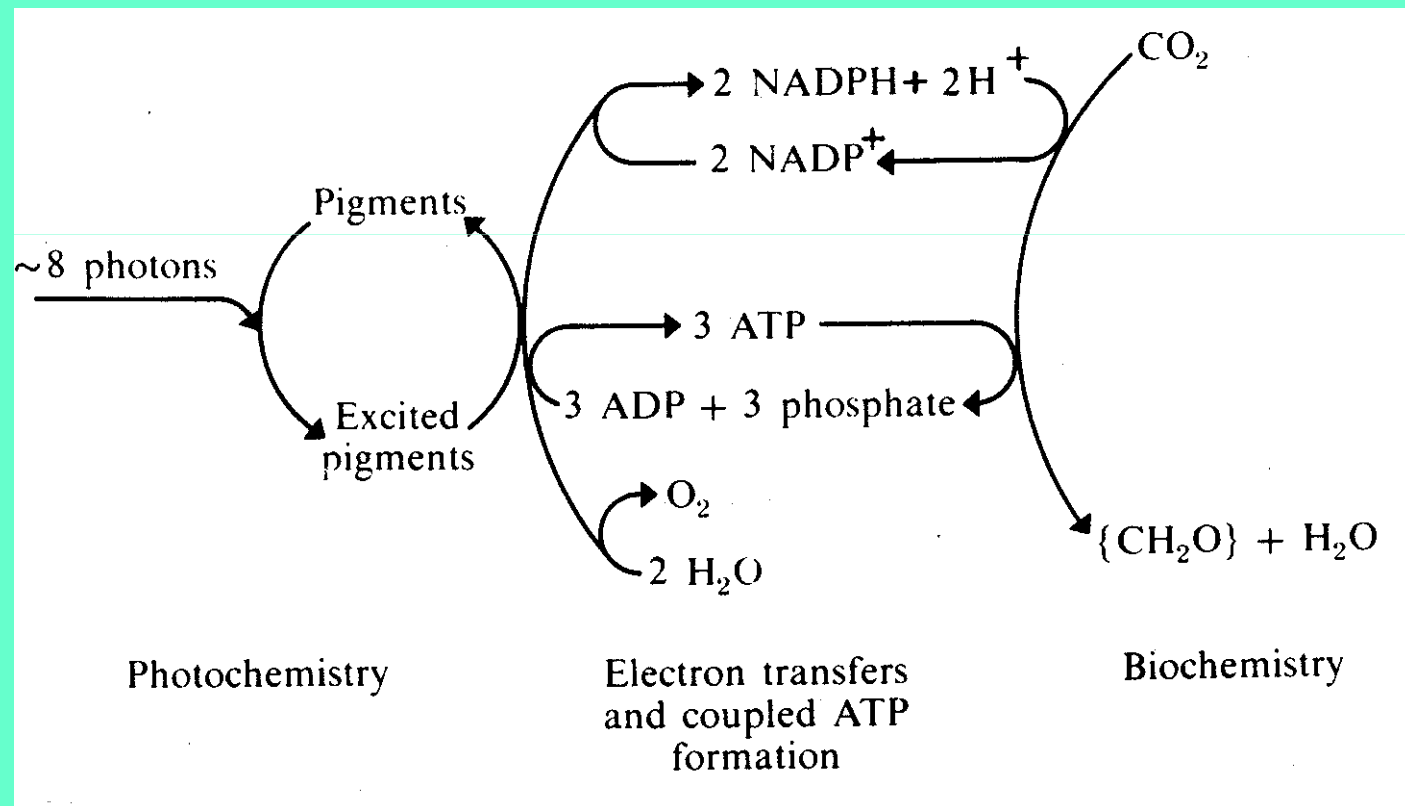 CO₂
2 NADPH + 2H⁺
2 NADP⁺
Pigments
~8 photons
3 ATP
3 ADP + 3 phosphate
Excited
pigments
O₂
2 H₂O
{CH₂O} + H₂O
Photochemistry
Electron transfers
and coupled ATP
formation
Biochemistry